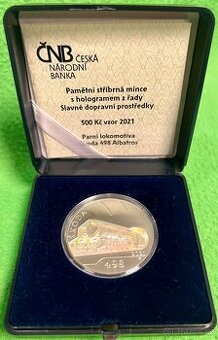 ČNB ČESKÁ
NÁRODNÍ
BANKA
Pamětní stříbrná mince
s hologramem z řady
Slavné dopravní prostředky
500 Kč vzor 2021
Parní lokomotiva
Škoda 498 Albatros
ŠKODA
498